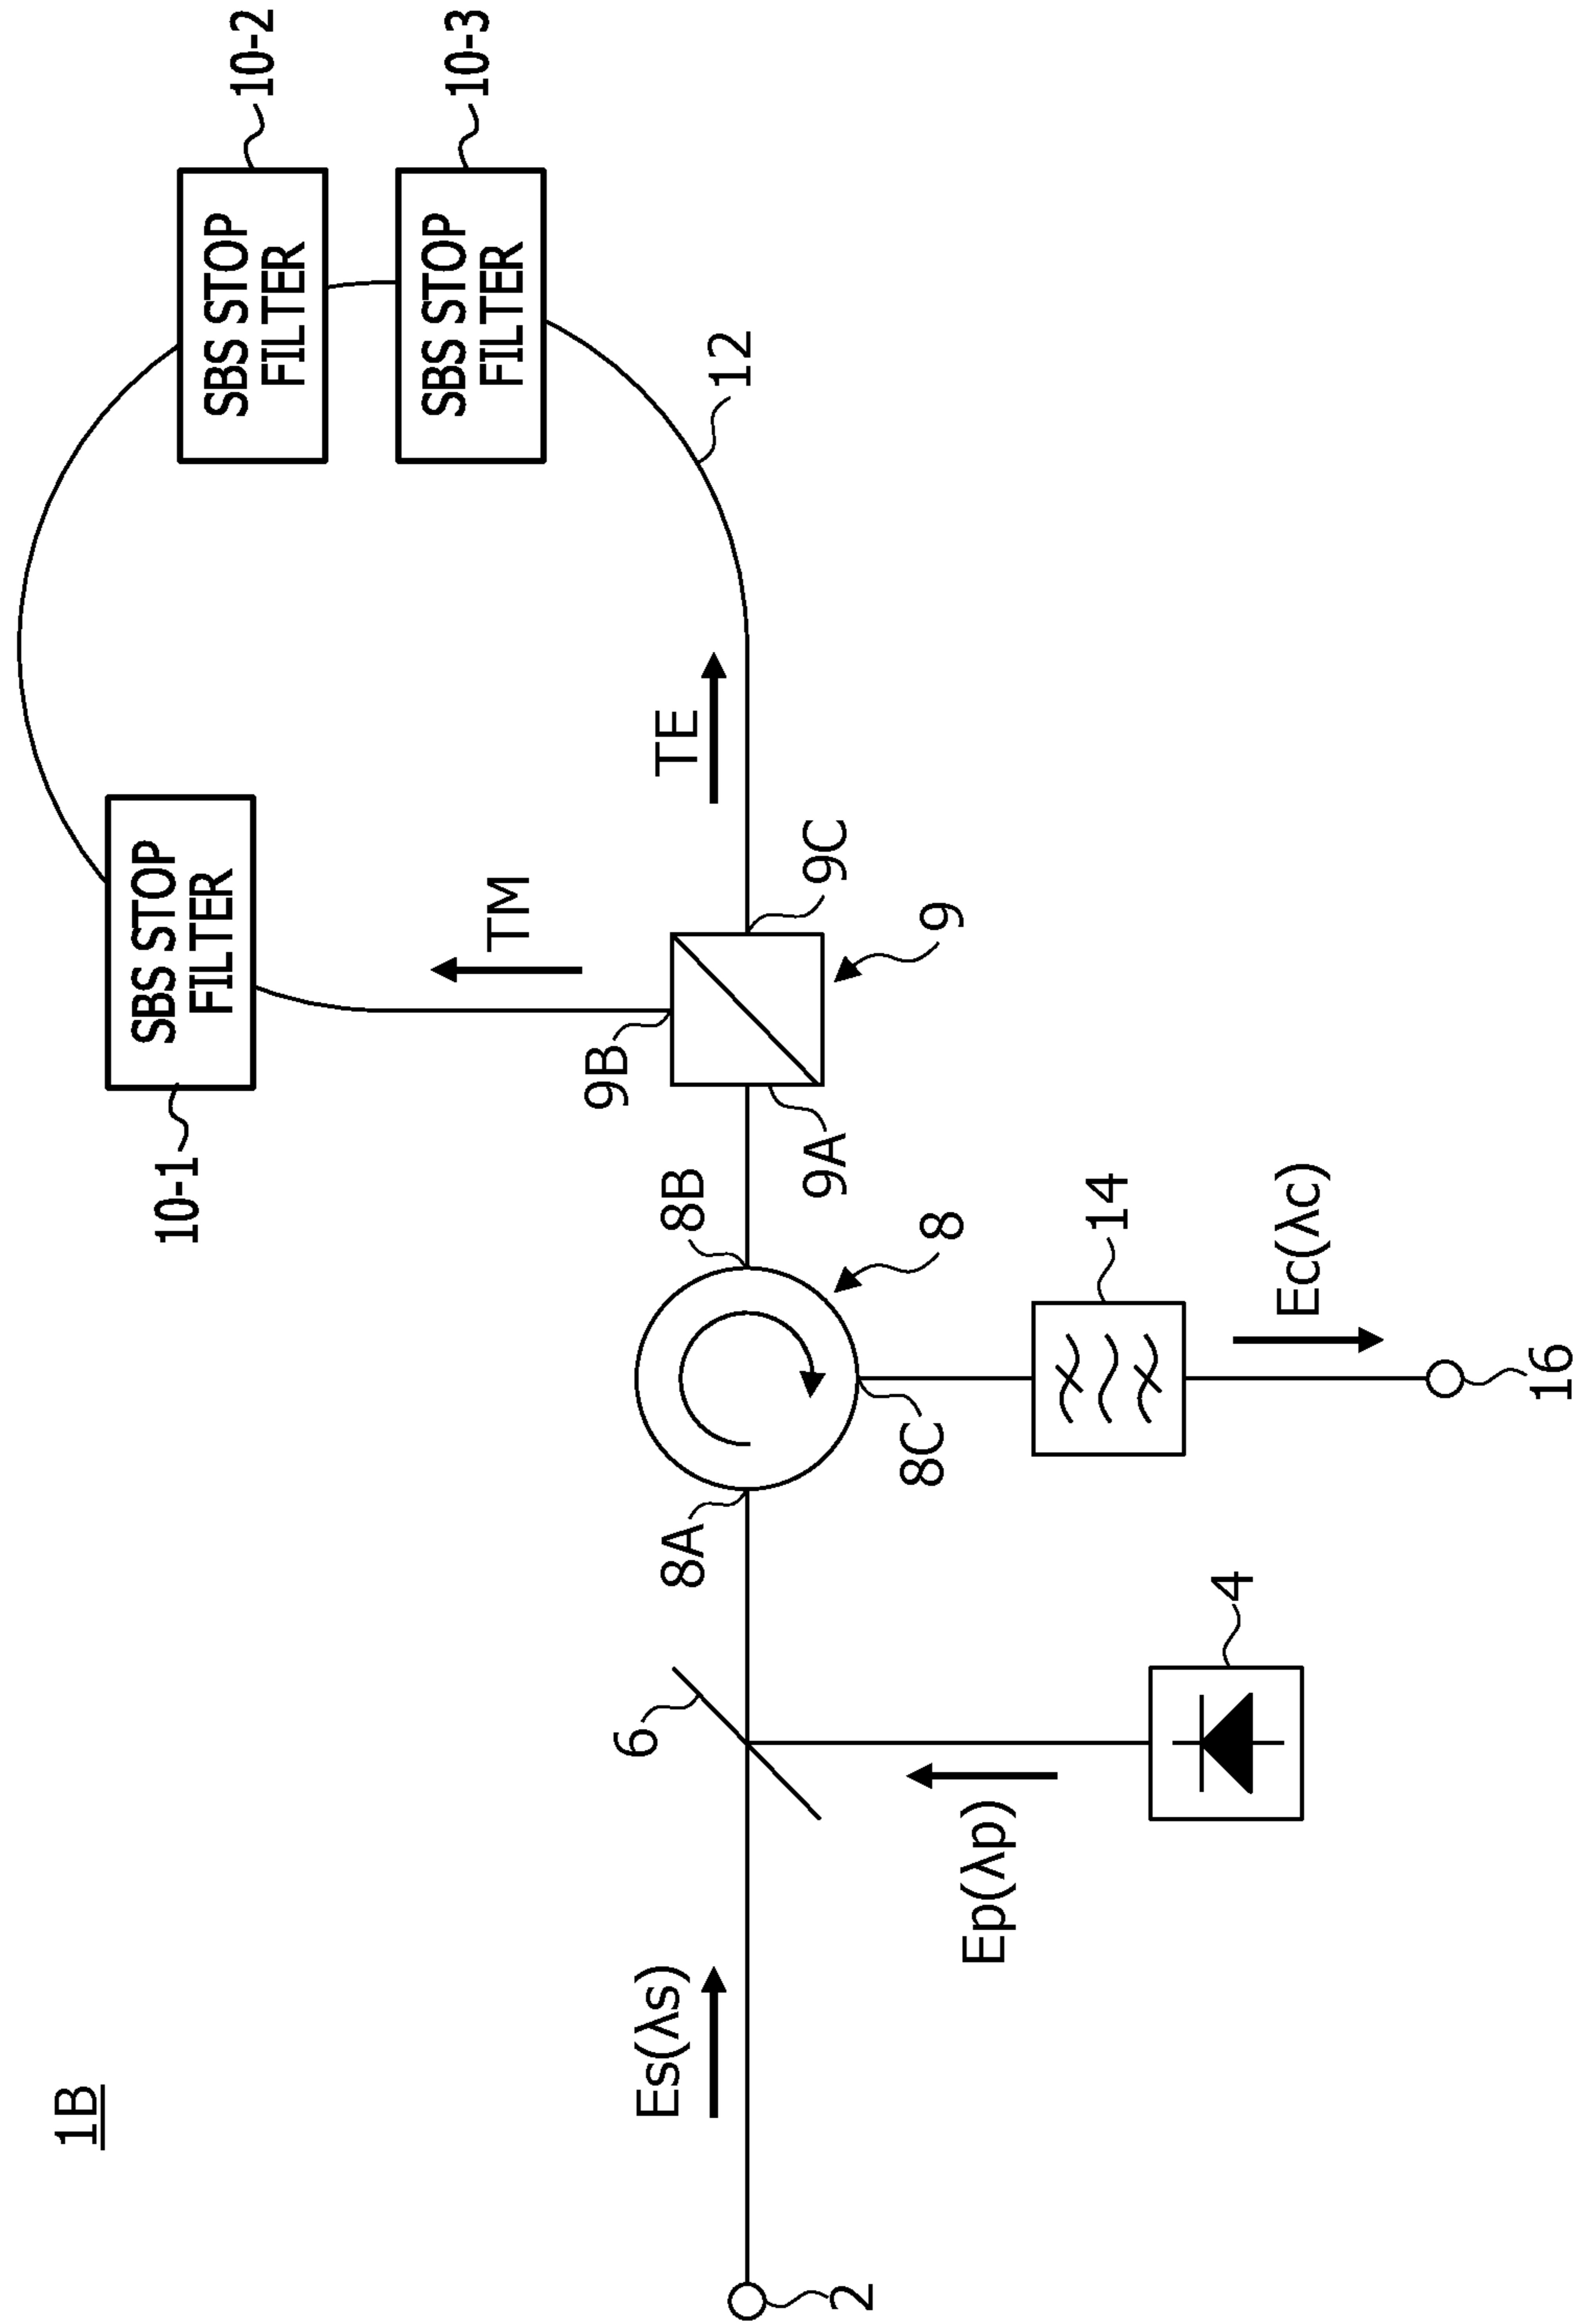 1B
10-1
SBS STOP
FILTER
SBS STOP
FILTER
10-2
SBS STOP
FILTER
10-3
TM
TE
12
9B
9A
9C
9
Es(λs)
6
8A
8B
8C
8
2
Ep(λp)
4
14
Ec(λc)
16